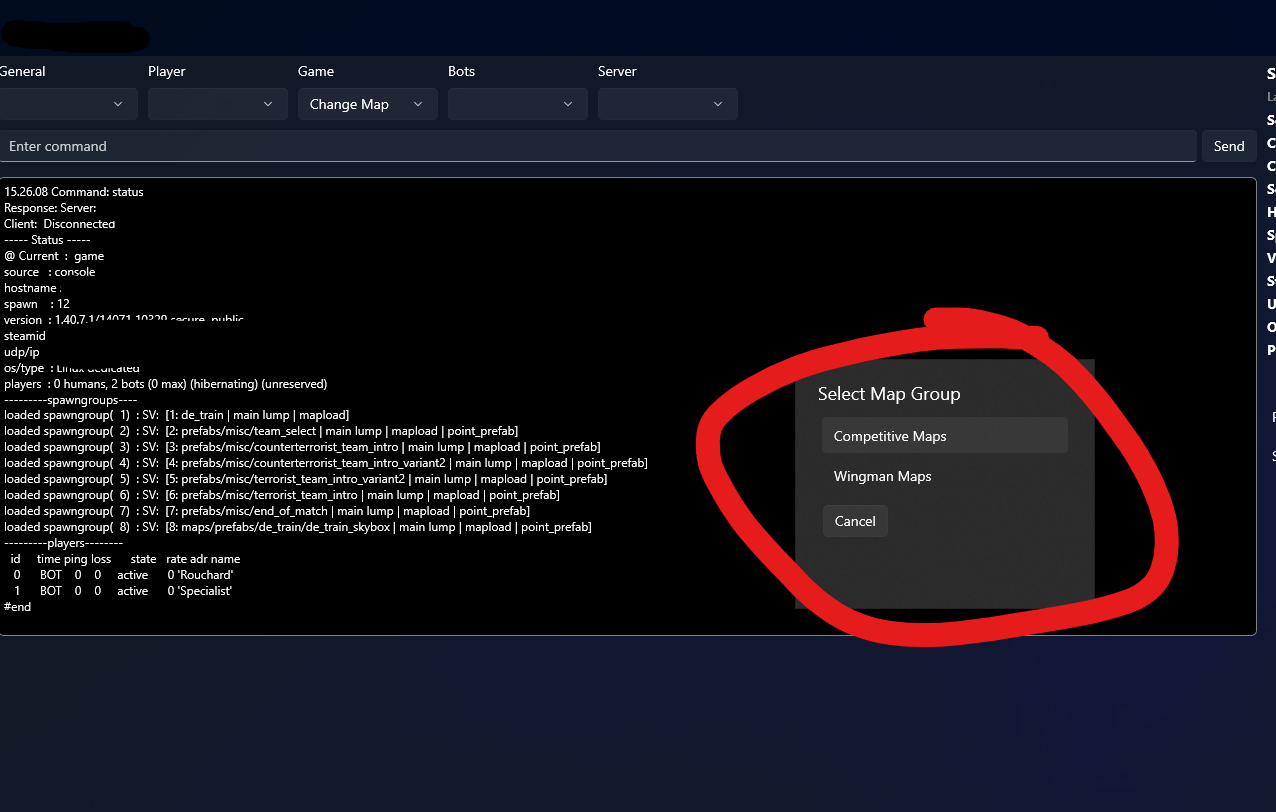 General Player Game Bots Server
Change Map
Enter command
Send
15.26.08 Command: status
Response: Server:
Client: Disconnected
----- Status -----
@ Current : game
source : console
hostname :
spawn : 12
version : 1.40.7.1/14071 10329 secure public
steamid
udp/ip
os/type : Linux dedicated
players : 0 humans, 2 bots (0 max) (hibernating) (unreserved)
---------spawngroups----
loaded spawngroup( 1) : SV: [1: de_train | main lump | mapload]
loaded spawngroup( 2) : SV: [2: prefabs/misc/team_select | main lump | mapload | point_prefab]
loaded spawngroup( 3) : SV: [3: prefabs/misc/counterterrorist_team_intro | main lump | mapload | point_prefab]
loaded spawngroup( 4) : SV: [4: prefabs/misc/counterterrorist_team_intro_variant2 | main lump | mapload | point_prefab]
loaded spawngroup( 5) : SV: [5: prefabs/misc/terrorist_team_intro_variant2 | main lump | mapload | point_prefab]
loaded spawngroup( 6) : SV: [6: prefabs/misc/terrorist_team_intro | main lump | mapload | point_prefab]
loaded spawngroup( 7) : SV: [7: prefabs/misc/end_of_match | main lump | mapload | point_prefab]
loaded spawngroup( 8) : SV: [8: maps/prefabs/de_train/de_train_skybox | main lump | mapload | point_prefab]
---------players--------
id time ping loss state rate adr name
0 BOT 0 0 active 0 'Rouchard'
1 BOT 0 0 active 0 'Specialist'
#end
Select Map Group
Competitive Maps
Wingman Maps
Cancel